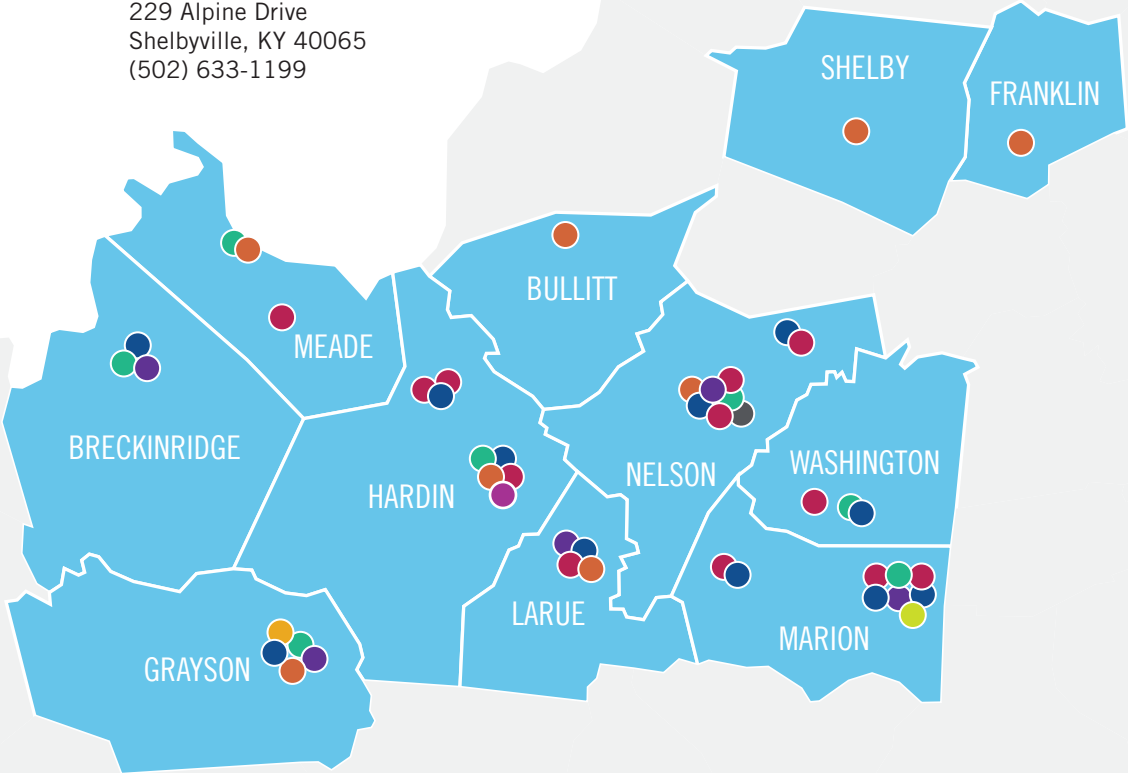 229 Alpine Drive
Shelbyville, KY 40065
(502) 633-1199
SHELBY
FRANKLIN
BULLITT
MEADE
BRECKINRIDGE
HARDIN
NELSON
WASHINGTON
LARUE
MARION
GRAYSON